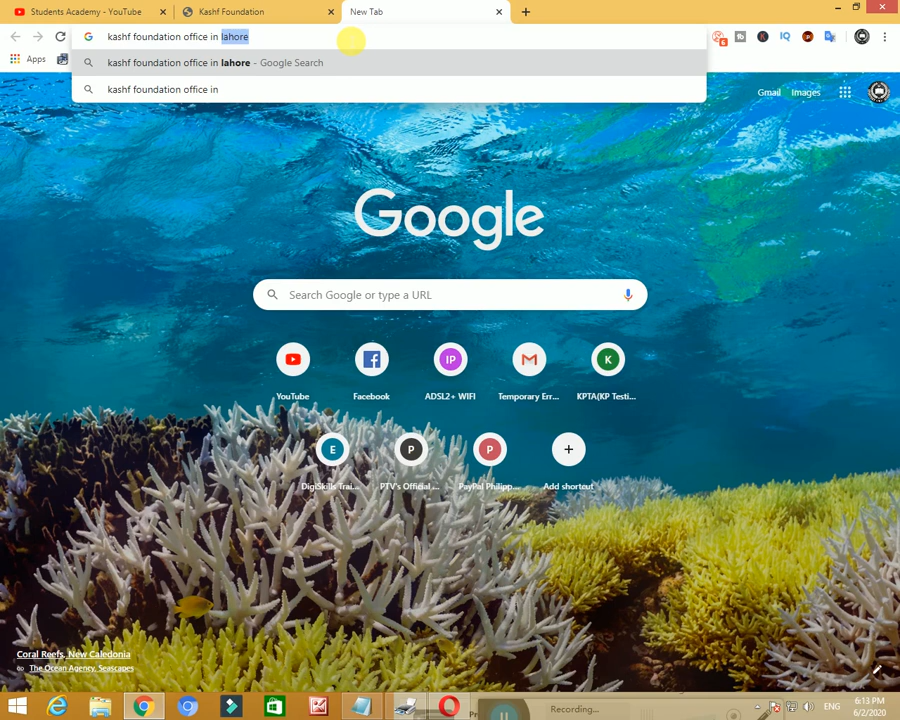 Students Academy - YouTube
Kashf Foundation
New Tab
kashf foundation office in lahore
6
K
IQ
P
Apps
kashf foundation office in lahore - Google Search
kashf foundation office in
Gmail Images
Google
Search Google or type a URL
IP
K
YouTube
Facebook
ADSL2+ WIFI
Temporary Err...
KPTA(KP Testi...
E
P
P
DigiSkills Trai...
PTV's Official ...
PayPal Philipp...
Add shortcut
Coral Reefs, New Caledonia
The Ocean Agency, Seascapes
Recording...
ENG
6:13 PM
6/2/2020